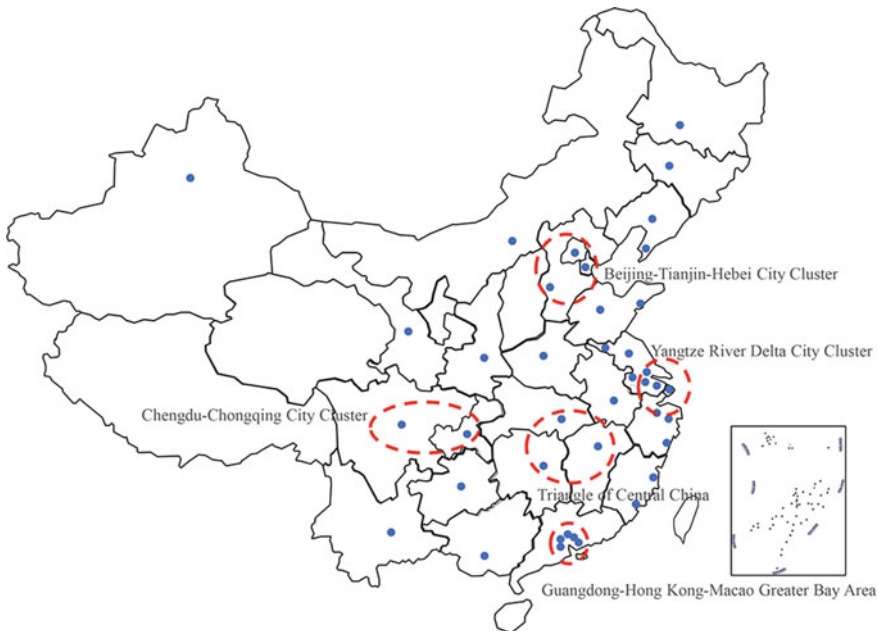 Beijing-Tianjin-Hebei City Cluster
Yangtze River Delta City Cluster
Chengdu-Chongqing City Cluster
Triangle of Central China
Guangdong-Hong Kong-Macao Greater Bay Area